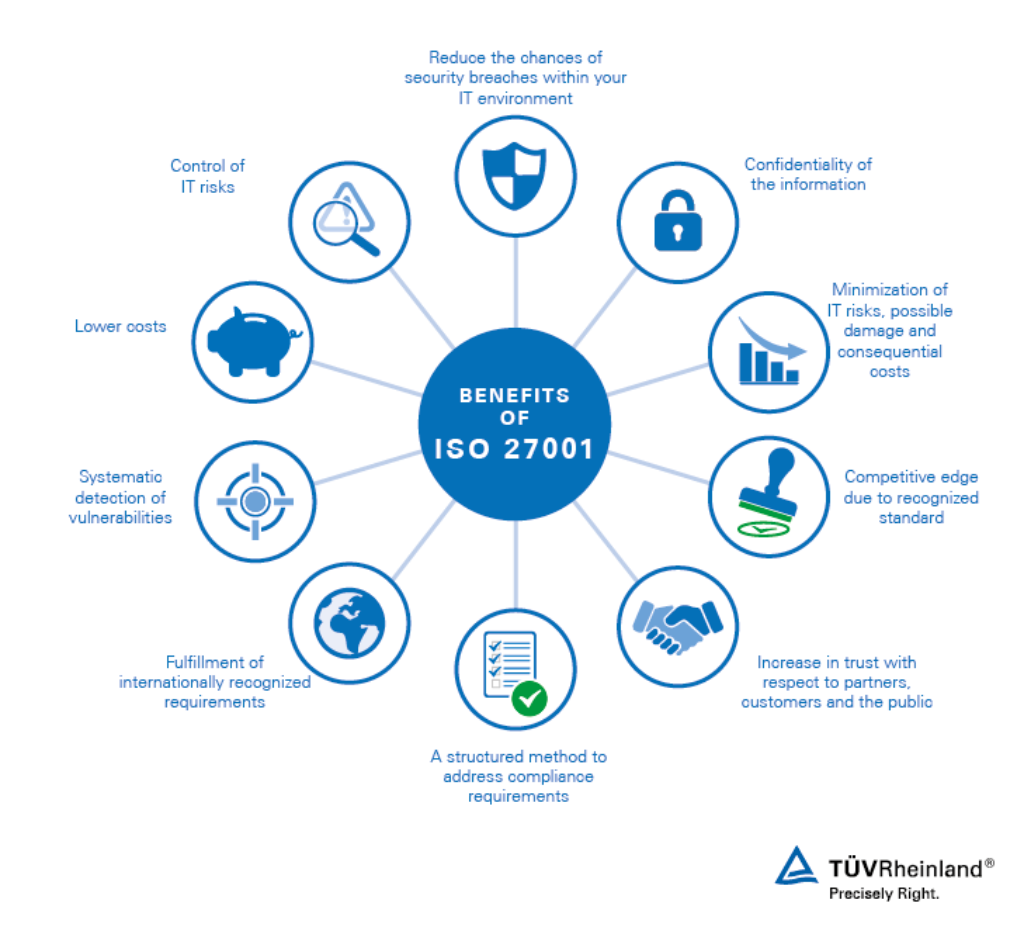 Reduce the chances of
security breaches within your
IT environment
Confidentiality of
the information
Minimization of
IT risks, possible
damage and
consequential
costs
Competitive edge
due to recognized
standard
Increase in trust with
respect to partners,
customers and the public
A structured method to
address compliance
requirements
Fulfillment of
internationally recognized
requirements
Systematic
detection of
vulnerabilities
Lower costs
Control of
IT risks
BENEFITS
OF
ISO 27001
TÜVRheinland®
Precisely Right.